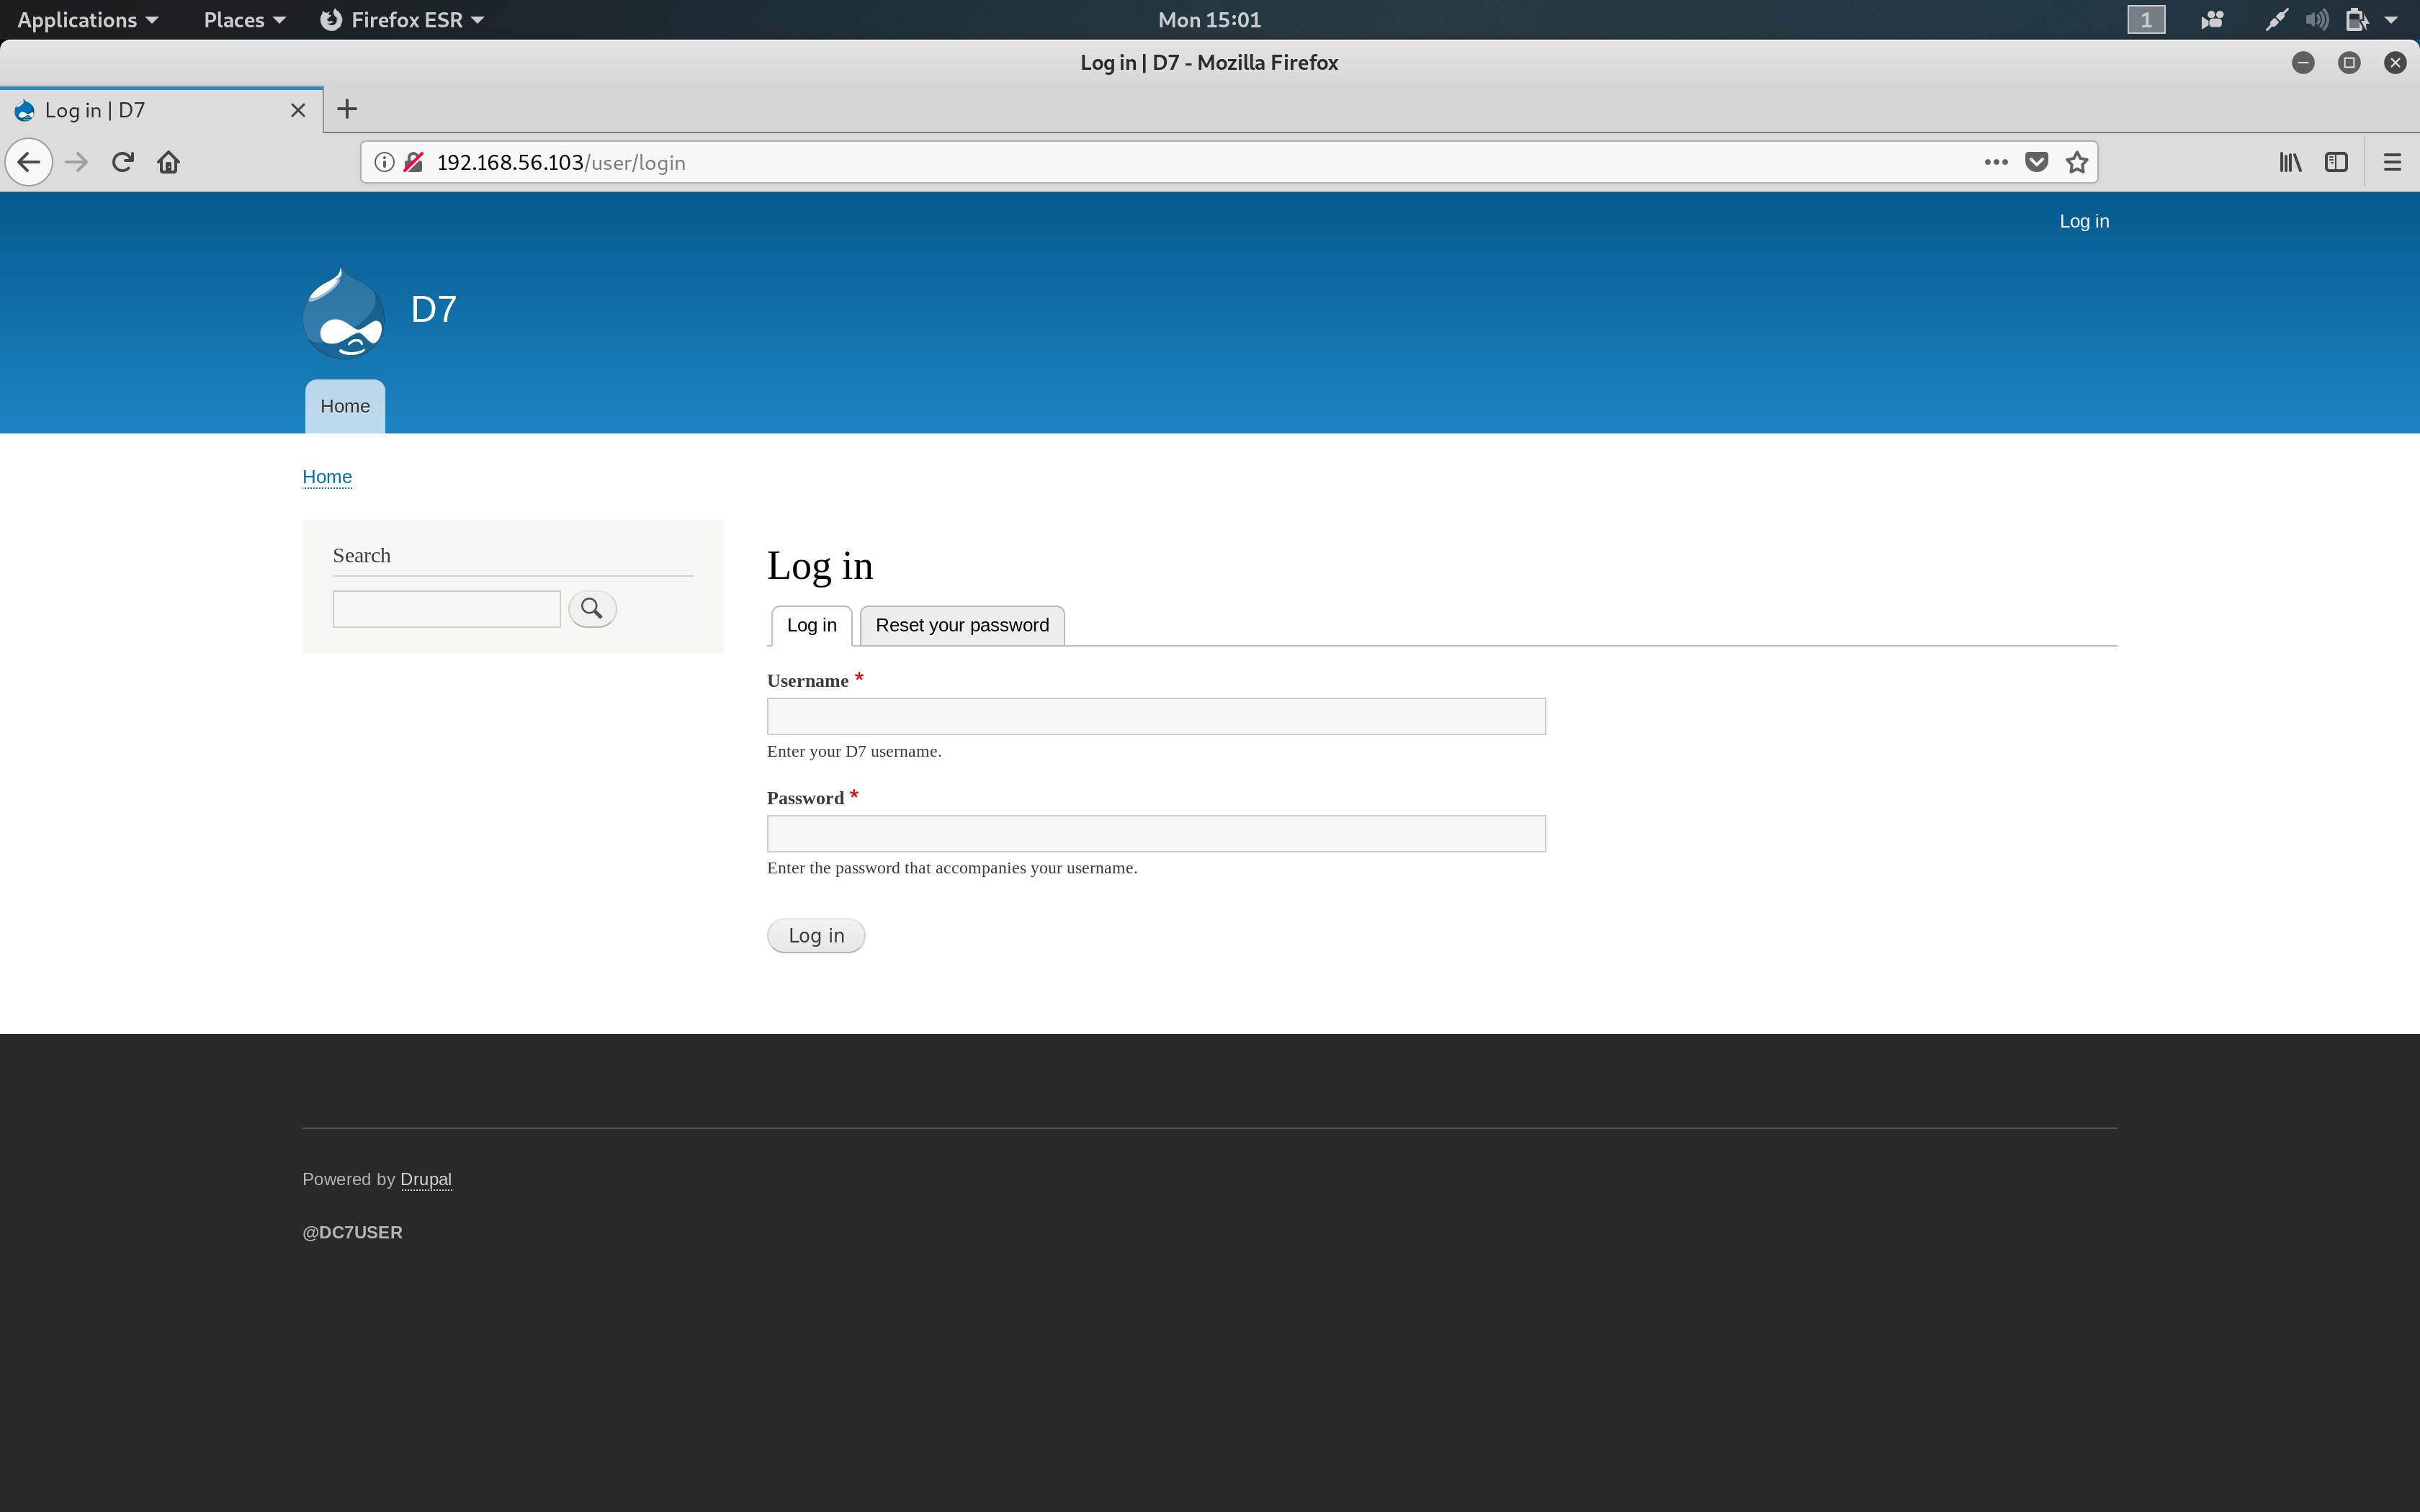 Applications Places Firefox ESR Mon 15:01 1
Log in | D7 - Mozilla Firefox
Log in | D7
192.168.56.103/user/login
Log in
D7
Home
Home
Search
Log in
Log in Reset your password
Username *
Enter your D7 username.
Password *
Enter the password that accompanies your username.
Log in
Powered by Drupal
@DC7USER